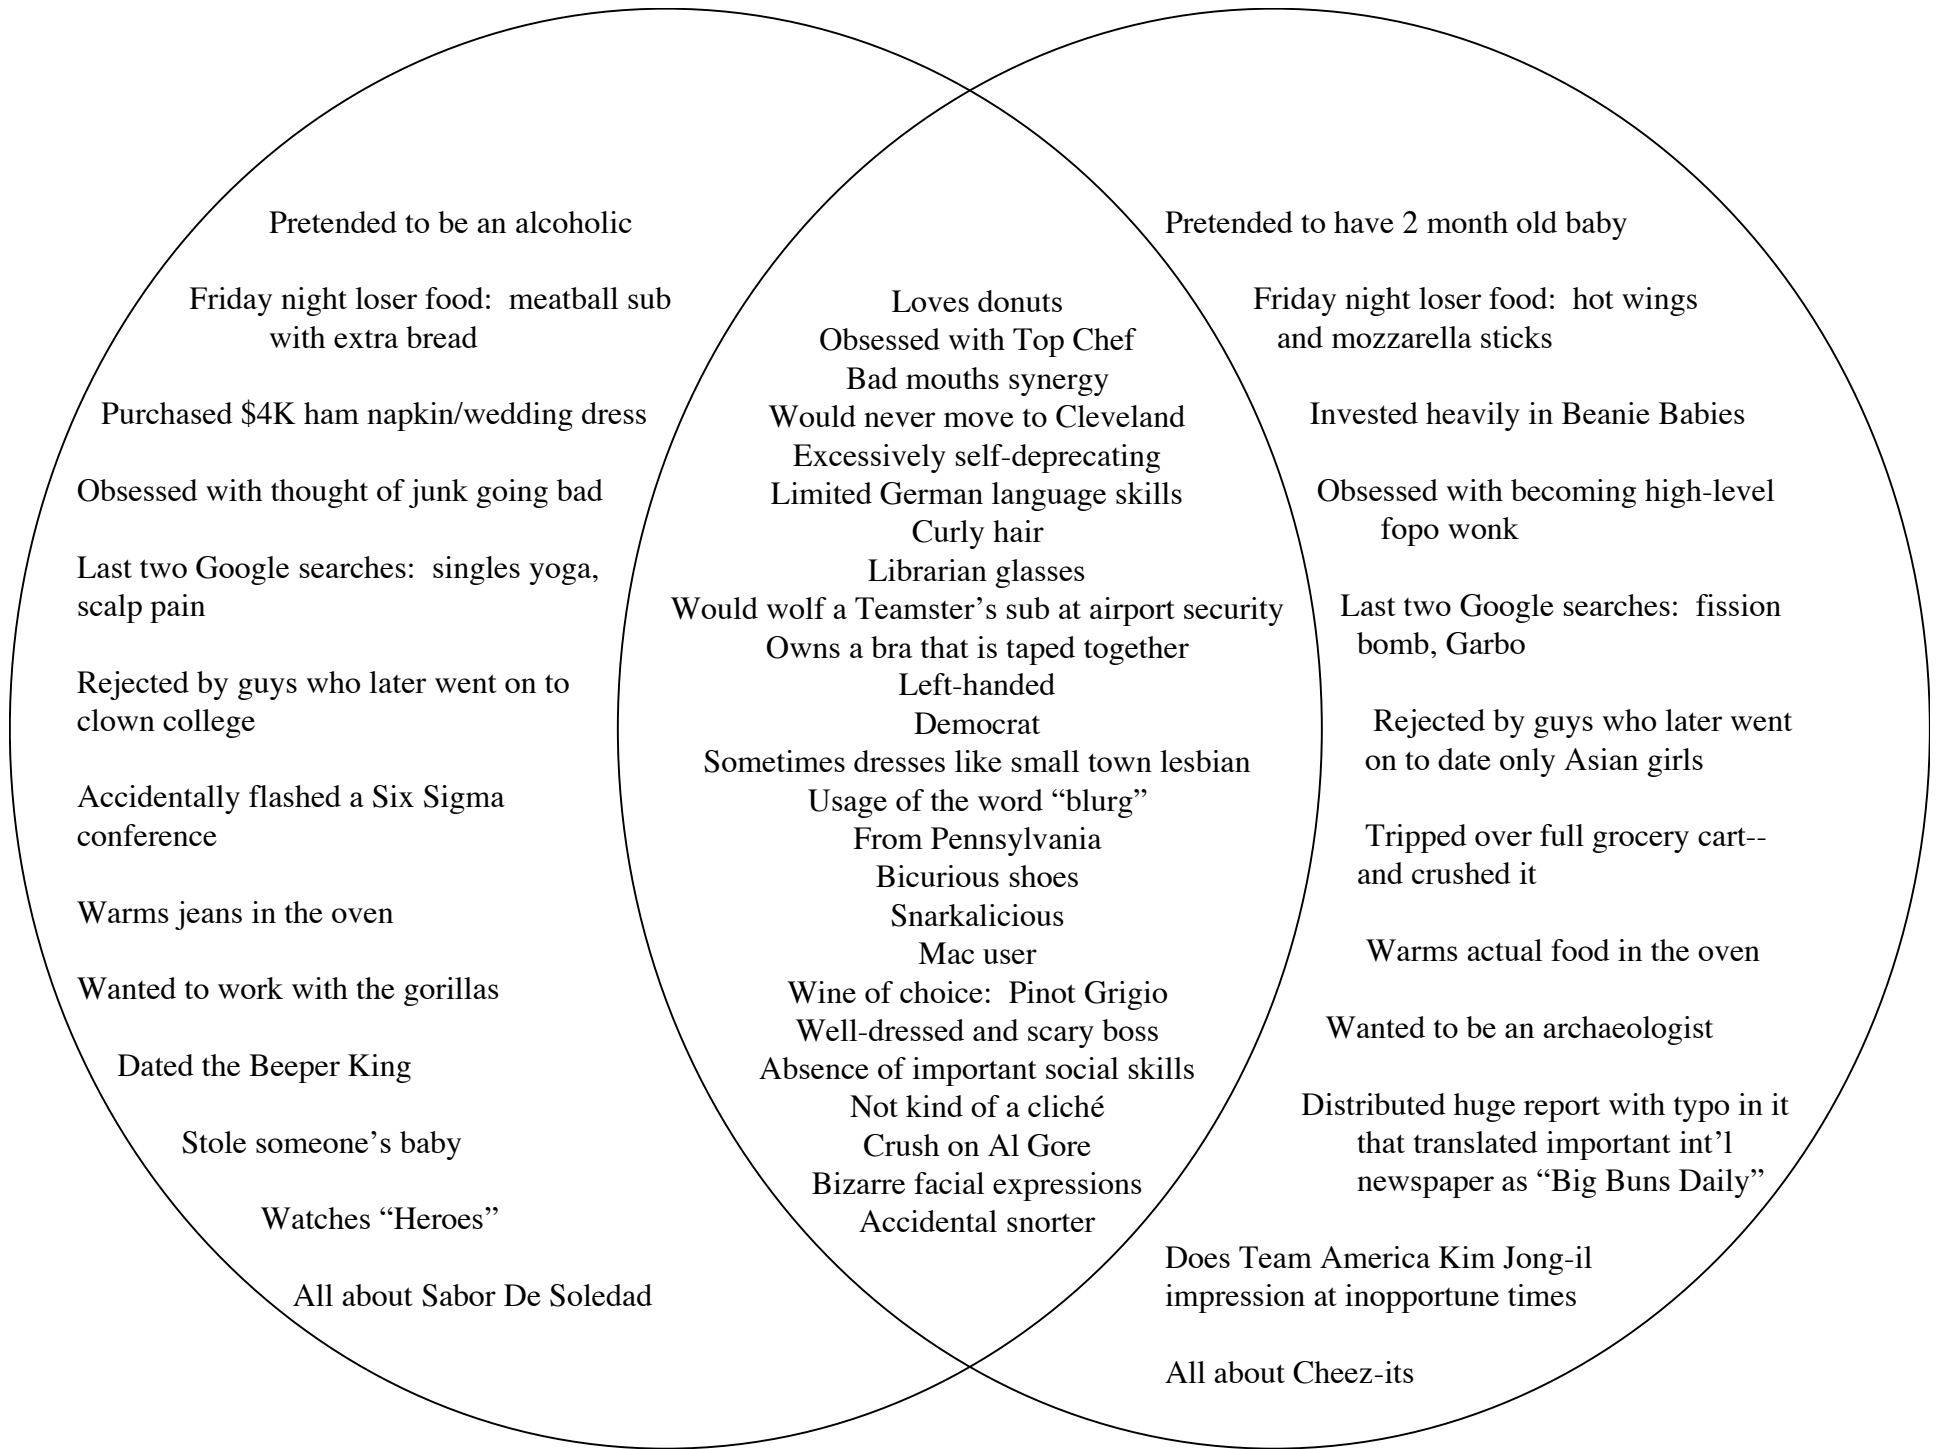 Pretended to be an alcoholic
Friday night loser food:  meatball sub
with extra bread
Purchased $4K ham napkin/wedding dress
Obsessed with thought of junk going bad
Last two Google searches:  singles yoga,
scalp pain
Rejected by guys who later went on to
clown college
Accidentally flashed a Six Sigma
conference
Warms jeans in the oven
Wanted to work with the gorillas
Dated the Beeper King
Stole someone’s baby
Watches “Heroes”
All about Sabor De Soledad
Loves donuts
Obsessed with Top Chef
Bad mouths synergy
Would never move to Cleveland
Excessively self-deprecating
Limited German language skills
Curly hair
Librarian glasses
Would wolf a Teamster’s sub at airport security
Owns a bra that is taped together
Left-handed
Democrat
Sometimes dresses like small town lesbian
Usage of the word “blurg”
From Pennsylvania
Bicurious shoes
Snarkalicious
Mac user
Wine of choice:  Pinot Grigio
Well-dressed and scary boss
Absence of important social skills
Not kind of a cliché
Crush on Al Gore
Bizarre facial expressions
Accidental snorter
Pretended to have 2 month old baby
Friday night loser food:  hot wings
and mozzarella sticks
Invested heavily in Beanie Babies
Obsessed with becoming high-level
fopo wonk
Last two Google searches:  fission
bomb, Garbo
Rejected by guys who later went
on to date only Asian girls
Tripped over full grocery cart--
and crushed it
Warms actual food in the oven
Wanted to be an archaeologist
Distributed huge report with typo in it
that translated important int’l
newspaper as “Big Buns Daily”
Does Team America Kim Jong-il
impression at inopportune times
All about Cheez-its